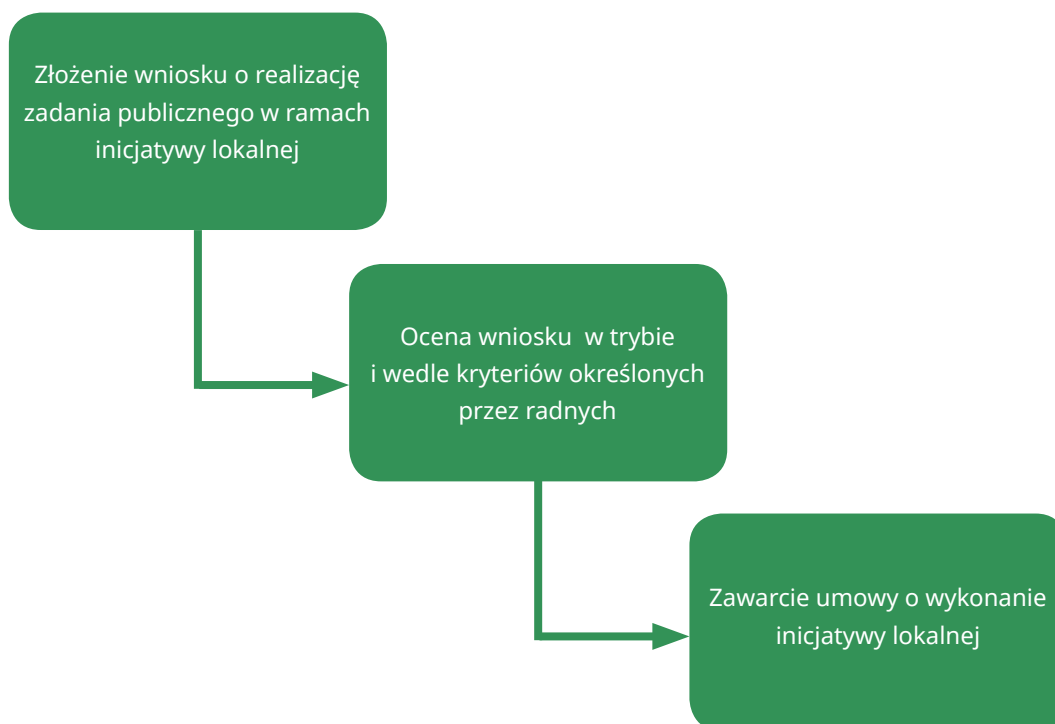 Złożenie wniosku o realizację
zadania publicznego w ramach
inicjatywy lokalnej
Ocena wniosku  w trybie
i wedle kryteriów określonych
przez radnych
Zawarcie umowy o wykonanie
inicjatywy lokalnej